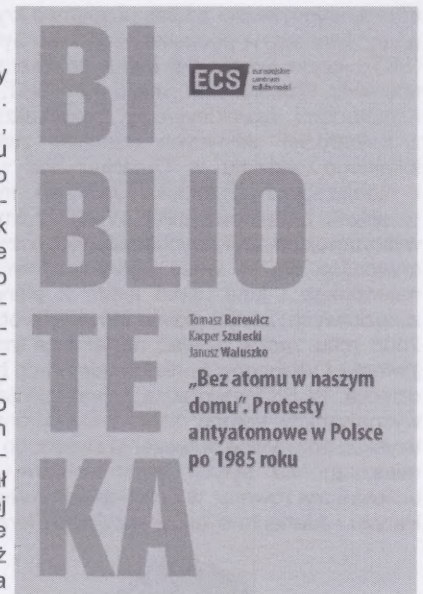 BI
BLIO
TE
KA
ECS europejskie
centrum
solidarności
Tomasz Borewicz
Kacper Szulecki
Janusz Waluszko
„Bez atomu w naszym
domu”. Protesty
antyatomowe w Polsce
po 1985 roku